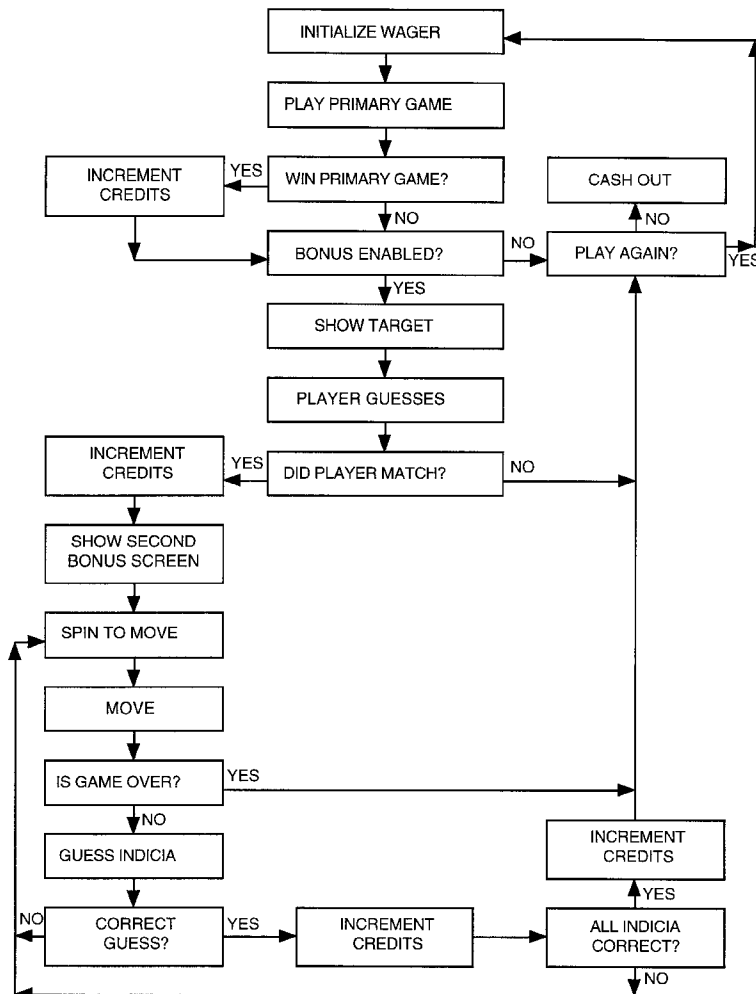 INITIALIZE WAGER
PLAY PRIMARY GAME
INCREMENT
CREDITS
YES
WIN PRIMARY GAME?
CASH OUT
NO
NO
BONUS ENABLED?
NO
PLAY AGAIN?
YES
YES
SHOW TARGET
PLAYER GUESSES
INCREMENT
CREDITS
YES
DID PLAYER MATCH?
NO
SHOW SECOND
BONUS SCREEN
SPIN TO MOVE
MOVE
IS GAME OVER?
YES
NO
GUESS INDICIA
INCREMENT
CREDITS
YES
NO
CORRECT
GUESS?
YES
INCREMENT
CREDITS
ALL INDICIA
CORRECT?
NO